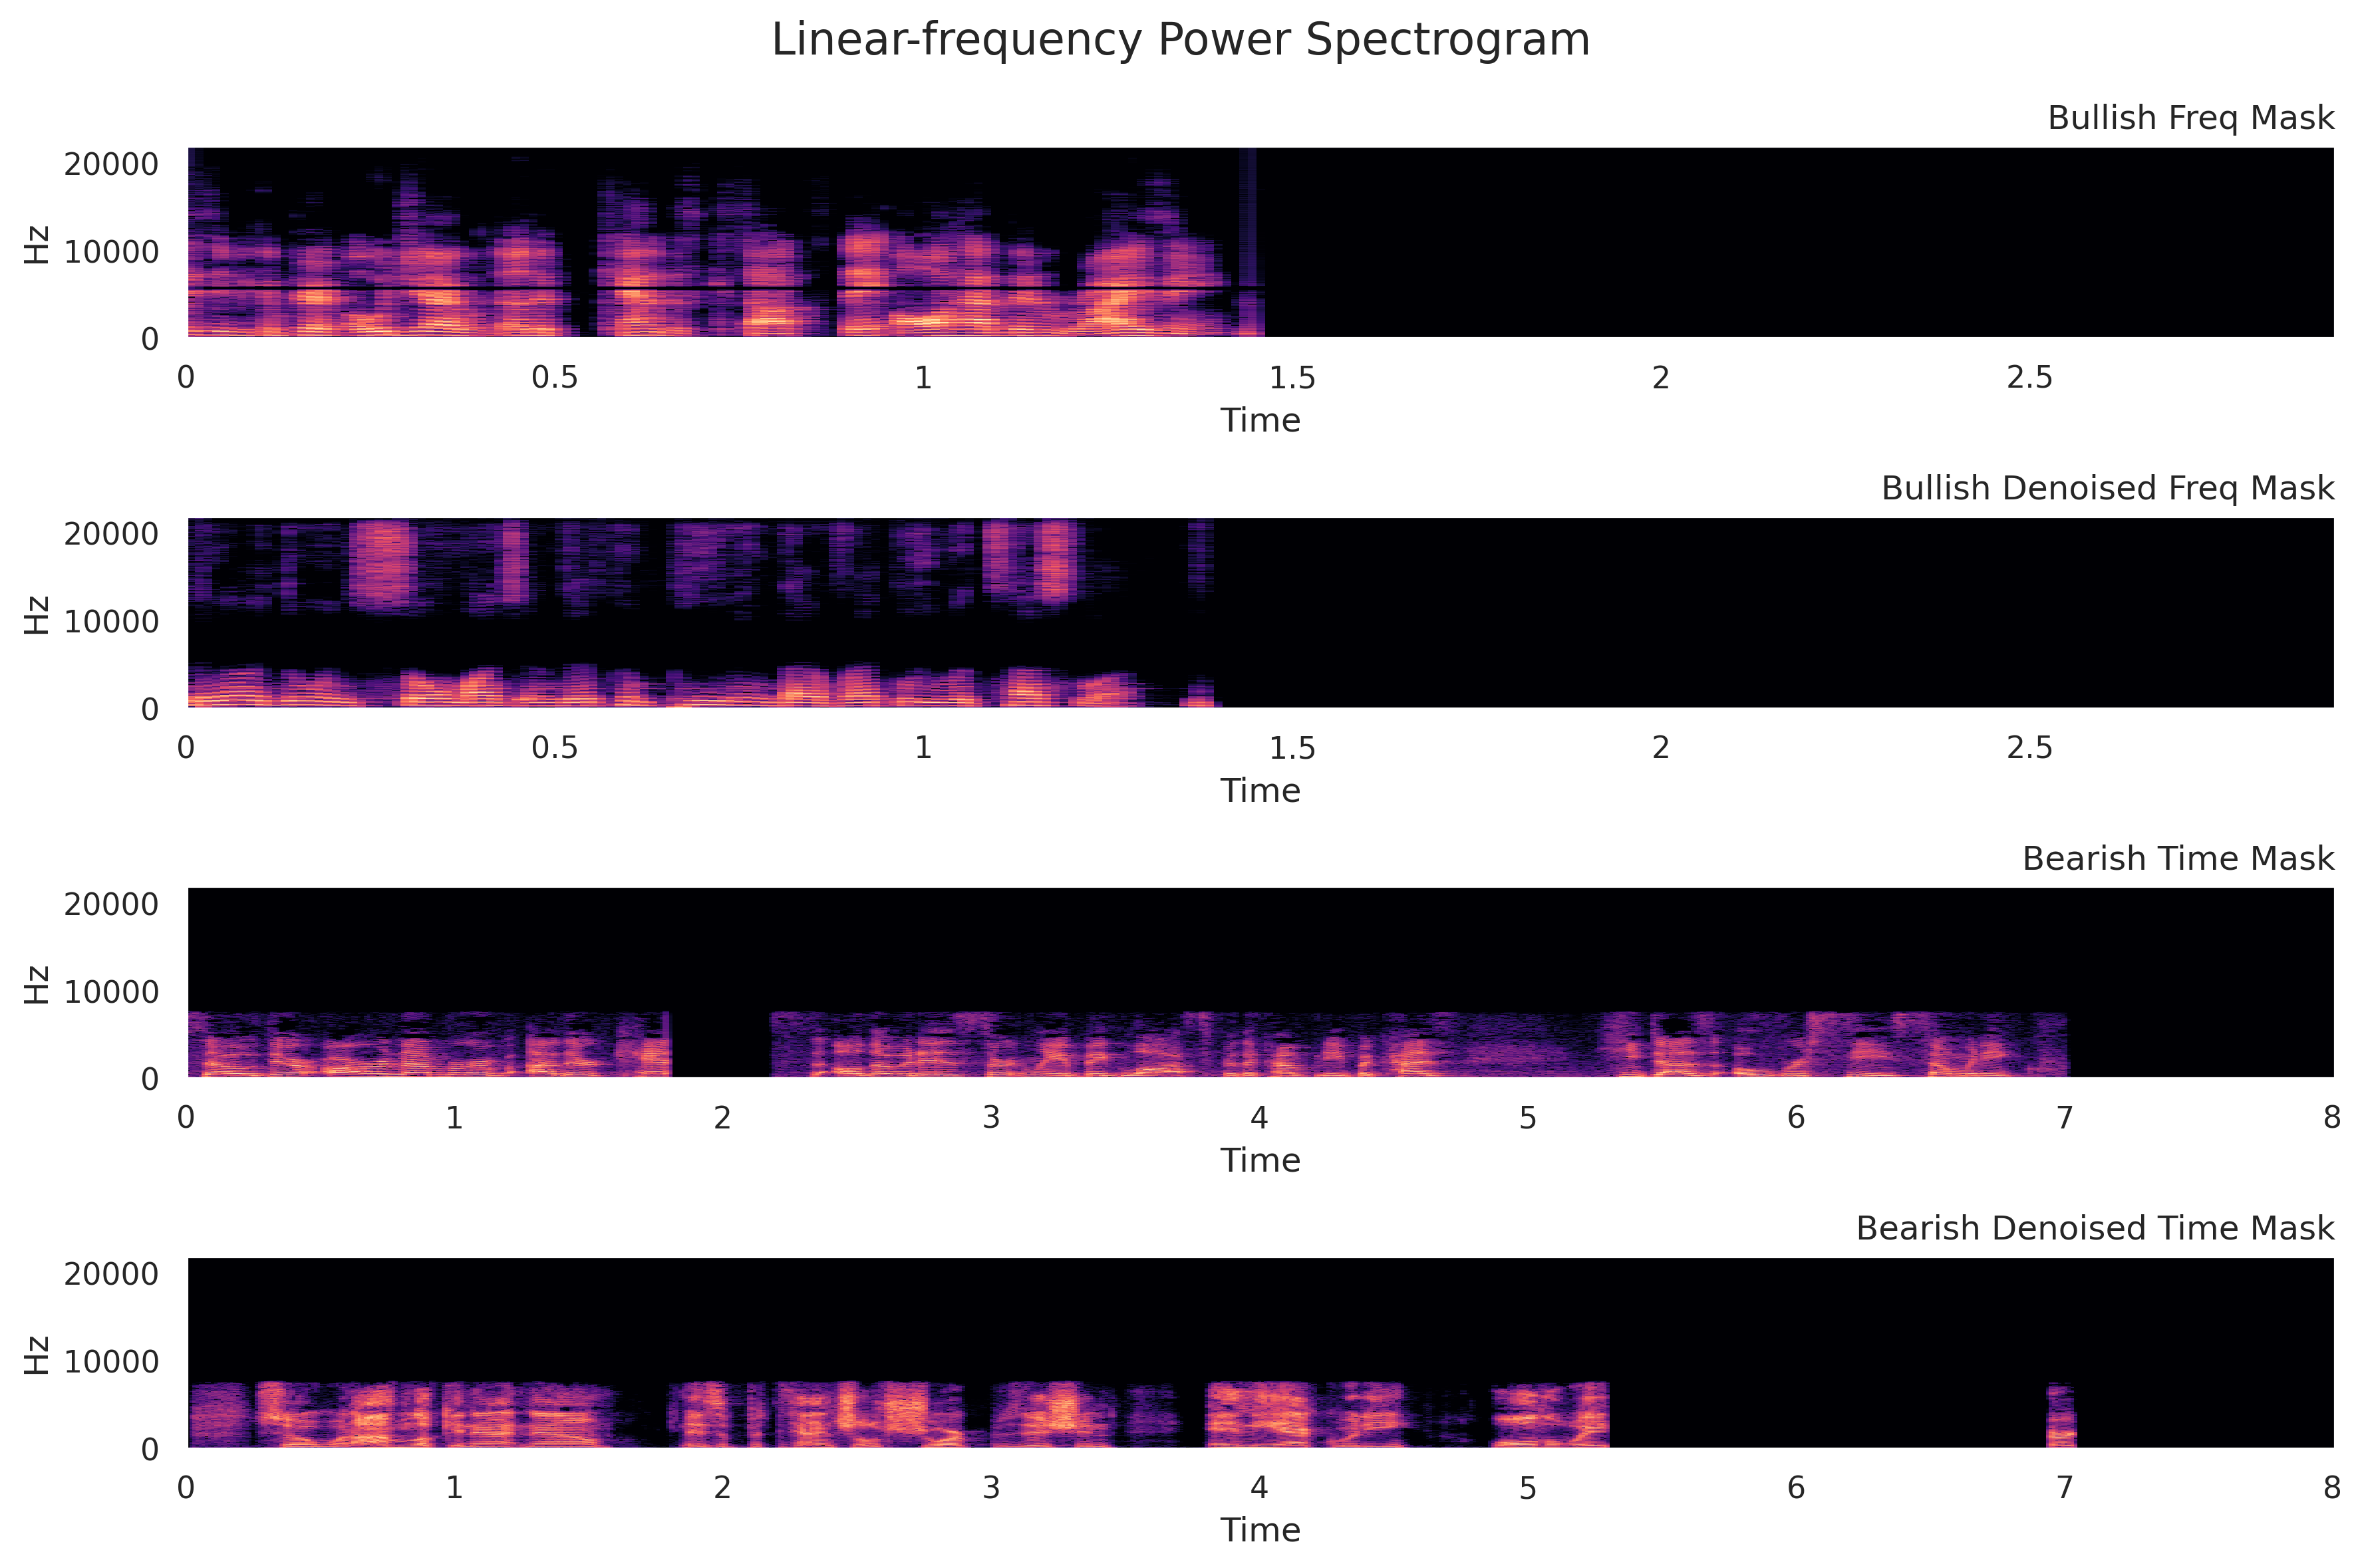 Linear-frequency Power Spectrogram
Bullish Freq Mask
20000
10000
0
Hz
0 0.5 1 1.5 2 2.5
Time
Bullish Denoised Freq Mask
20000
10000
0
Hz
0 0.5 1 1.5 2 2.5
Time
Bearish Time Mask
20000
10000
0
Hz
0 1 2 3 4 5 6 7 8
Time
Bearish Denoised Time Mask
20000
10000
0
Hz
0 1 2 3 4 5 6 7 8
Time